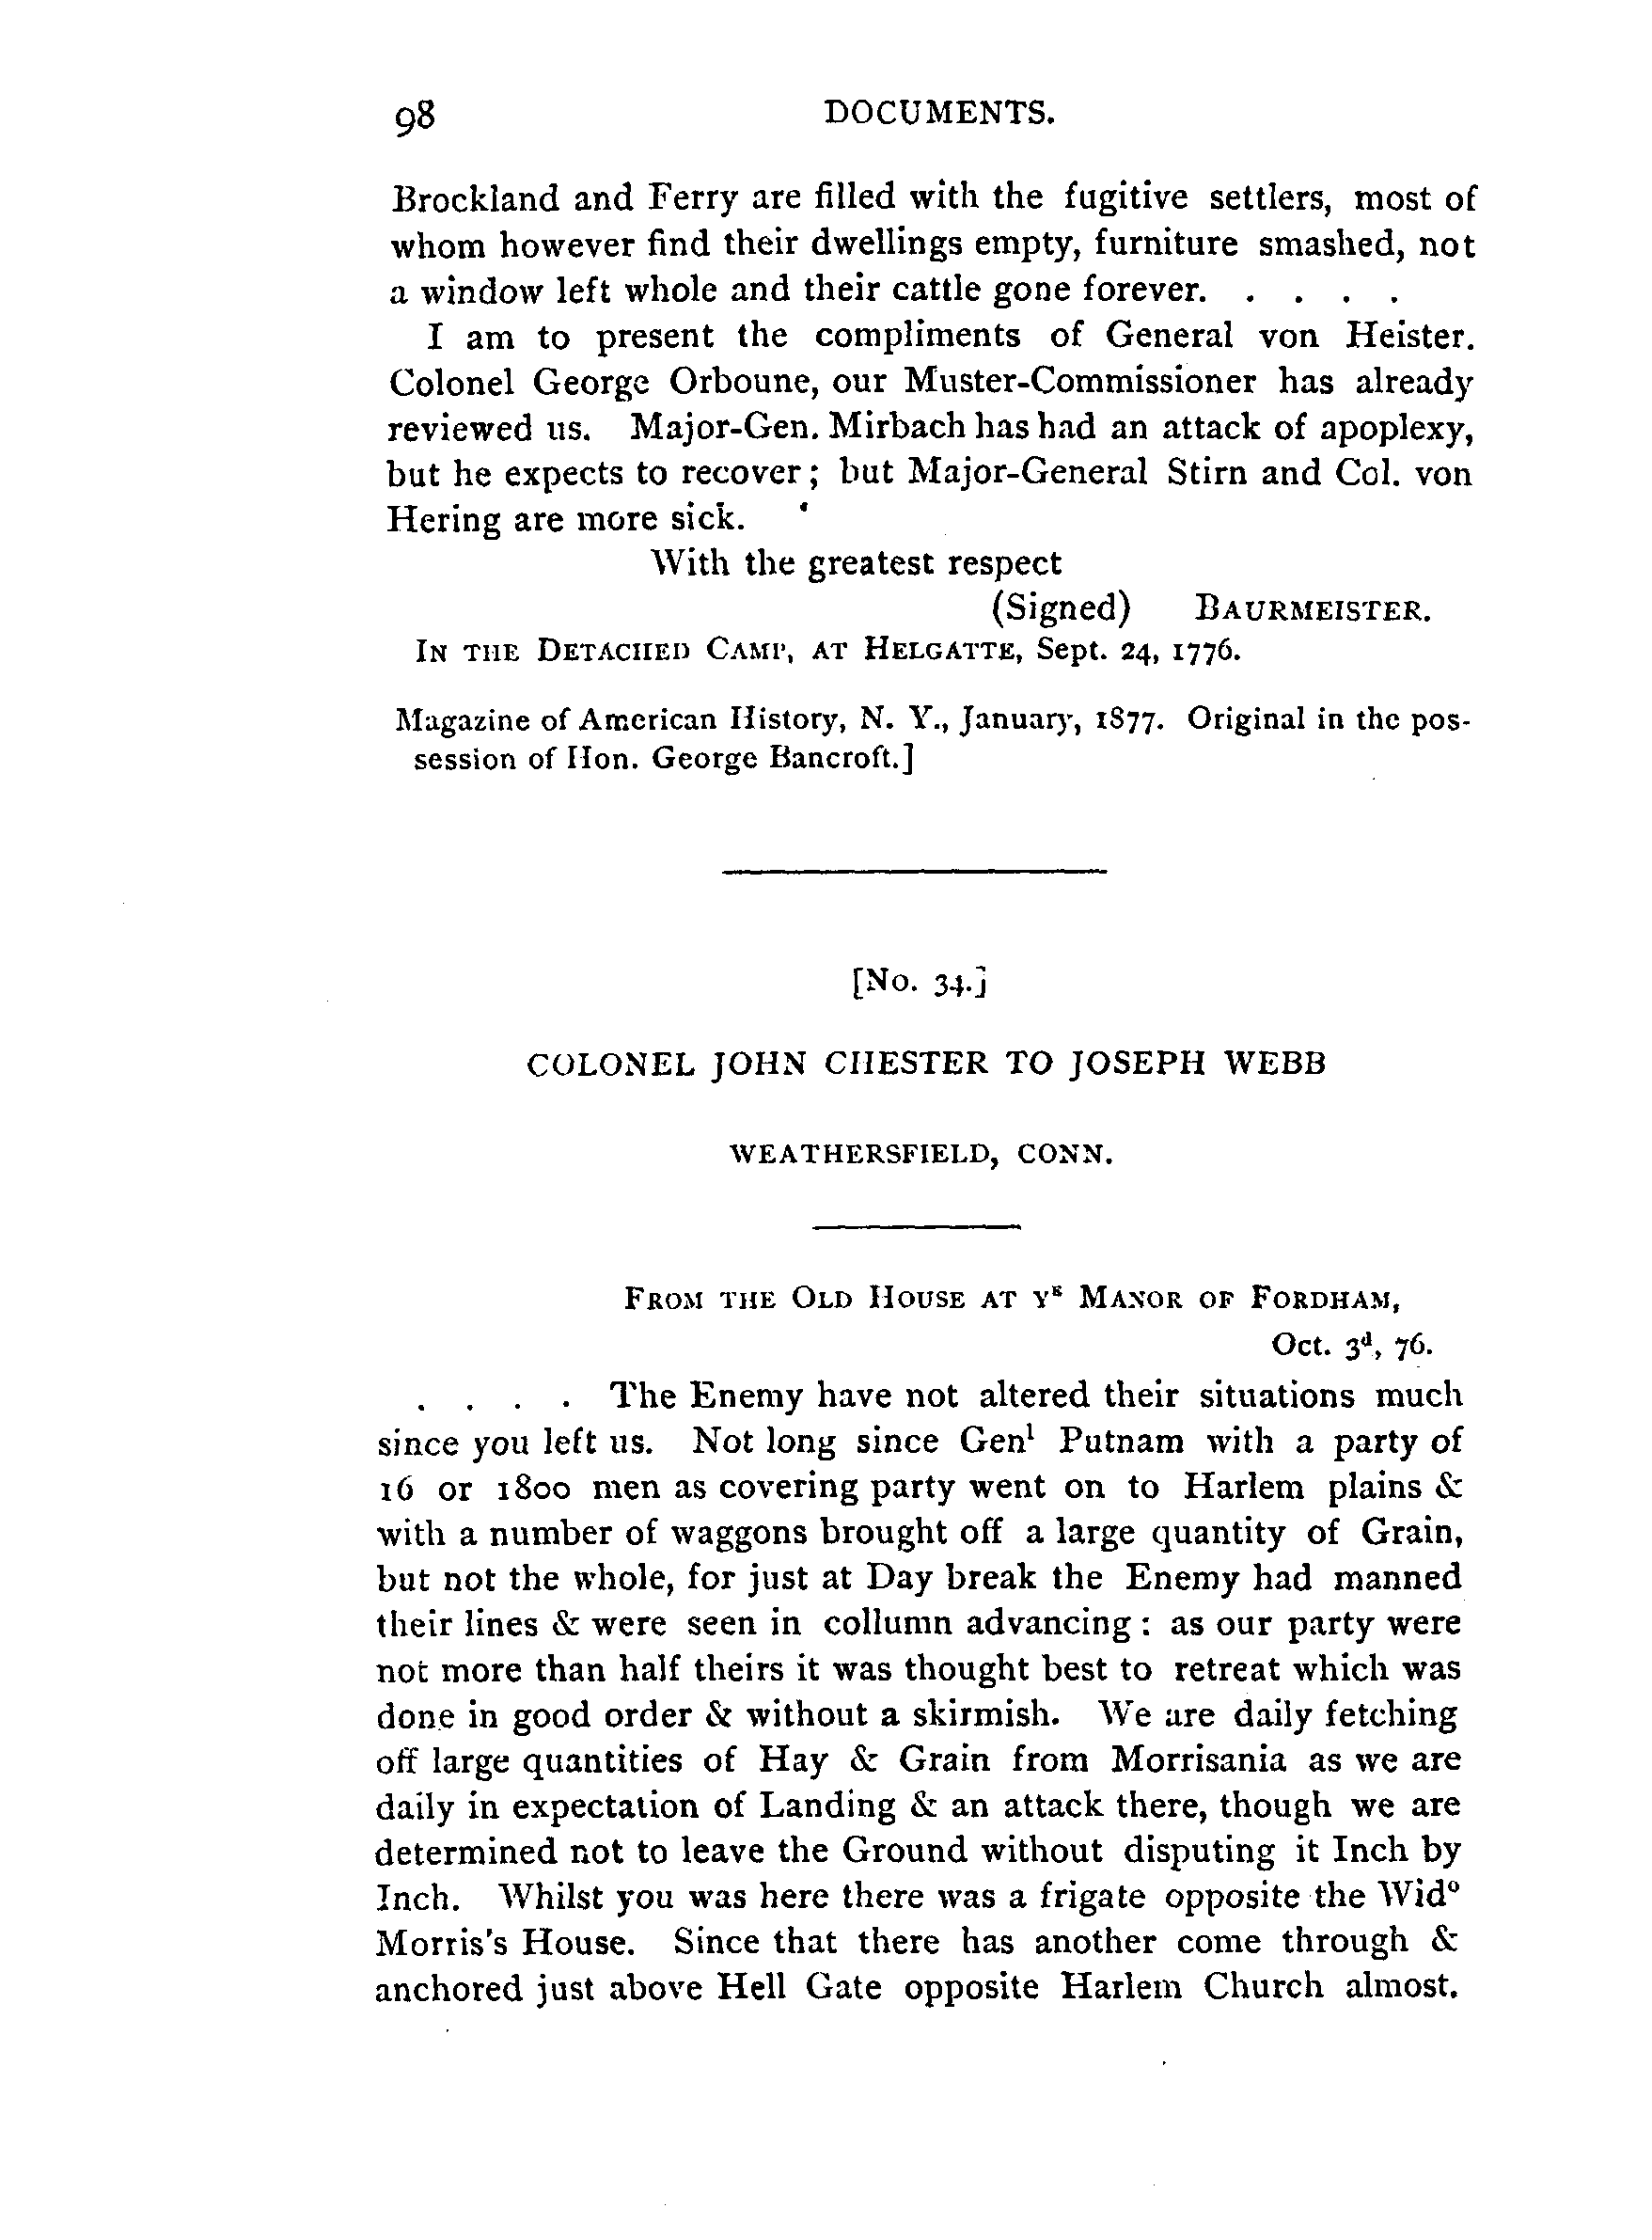 98 DOCUMENTS.
Brockland and Ferry are filled with the fugitive settlers, most of
whom however find their dwellings empty, furniture smashed, not
a window left whole and their cattle gone forever. . . . .
I am to present the compliments of General von Heister.
Colonel George Orboune, our Muster-Commissioner has already
reviewed us. Major-Gen. Mirbach has had an attack of apoplexy,
but he expects to recover; but Major-General Stirn and Col. von
Hering are more sick.
With the greatest respect
(Signed) BAURMEISTER.
IN THE DETACHED CAMP, AT HELGATTE, Sept. 24, 1776.
Magazine of American History, N. Y., January, 1877. Original in the pos-
session of Hon. George Bancroft.]
[No. 34.]
COLONEL JOHN CHESTER TO JOSEPH WEBB
WEATHERSFIELD, CONN.
FROM THE OLD HOUSE AT Yᴱ MANOR OF FORDHAM,
Oct. 3ᵈ, 76.
. . . . The Enemy have not altered their situations much
since you left us. Not long since Genˡ Putnam with a party of
16 or 1800 men as covering party went on to Harlem plains &
with a number of waggons brought off a large quantity of Grain,
but not the whole, for just at Day break the Enemy had manned
their lines & were seen in collumn advancing: as our party were
not more than half theirs it was thought best to retreat which was
done in good order & without a skirmish. We are daily fetching
off large quantities of Hay & Grain from Morrisania as we are
daily in expectation of Landing & an attack there, though we are
determined not to leave the Ground without disputing it Inch by
Inch. Whilst you was here there was a frigate opposite the Widᵒ
Morris's House. Since that there has another come through &
anchored just above Hell Gate opposite Harlem Church almost.